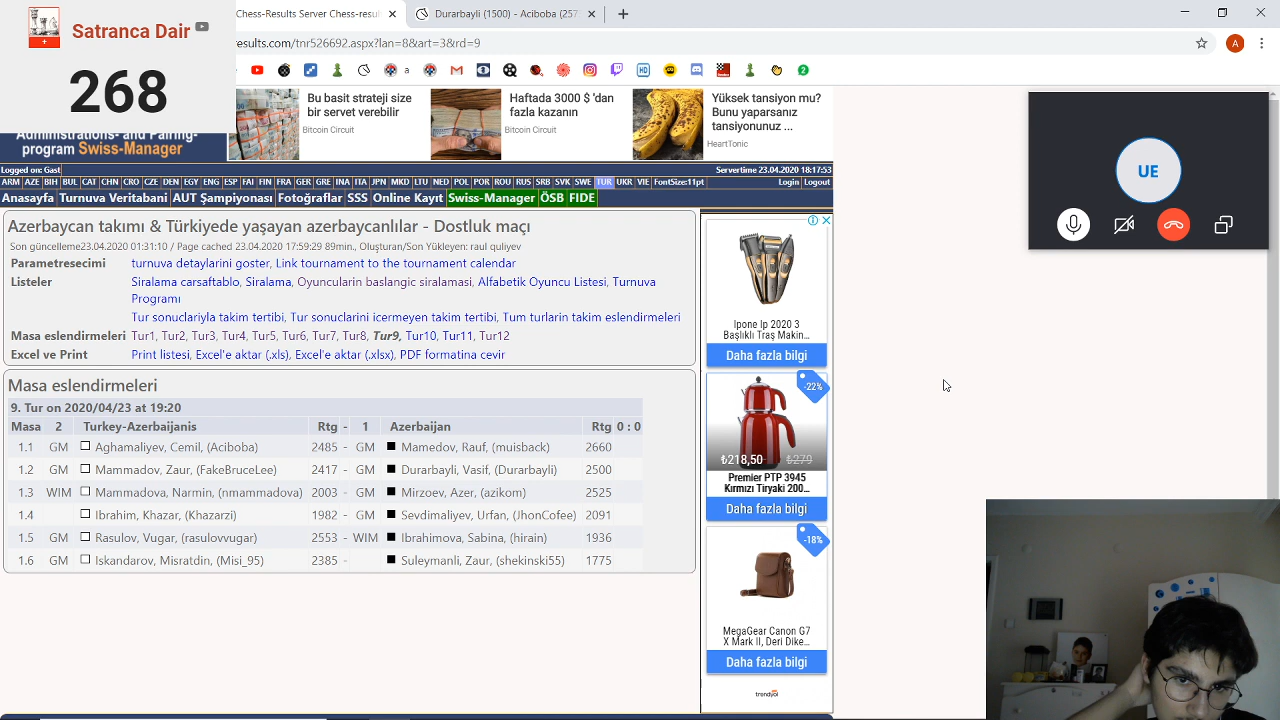 Satranca Dair
268
Chess-Results Server Chess-resul
Durarbayli (1500) - Aciboba (257
esults.com/tnr526692.aspx?lan=8&art=3&rd=9
A
a
HD
2
Bu basit strateji size bir servet verebilir
Bitcoin Circuit
Haftada 3000 $ 'dan fazla kazanın
Bitcoin Circuit
Yüksek tansiyon mu? Bunu yaparsanız tansiyonunuz ...
HeartTonic
Administrations- and Pairing-
program Swiss-Manager
Logged on: Gast
Servertime 23.04.2020 18:17:53
ARM AZE BIH BUL CAT CHN CRO CZE DEN EGY ENG ESP FAI FIN FRA GER GRE INA ITA JPN MKD LTU NED POL POR ROU RUS SRB SVK SWE TUR UKR VIE FontSize:11pt
Login Logout
Anasayfa Turnuva Veritabani AUT Şampiyonası Fotoğraflar SSS Online Kayıt Swiss-Manager ÖSB FIDE
Azerbaycan takımı & Türkiyede yaşayan azerbaycanlılar - Dostluk maçı
Son güncelleme23.04.2020 01:31:10 / Page cached 23.04.2020 17:59:29 89min., Oluşturan/Son Yükleyen: raul quliyev
Parametresecimi turnuva detaylarini goster, Link tournament to the tournament calendar
Listeler Siralama carsaftablo, Siralama, Oyuncularin baslangic siralamasi, Alfabetik Oyuncu Listesi, Turnuva
Programı
Tur sonuclariyla takim tertibi, Tur sonuclarini icermeyen takim tertibi, Tum turlarin takim eslendirmeleri
Masa eslendirmeleri Tur1, Tur2, Tur3, Tur4, Tur5, Tur6, Tur7, Tur8, Tur9, Tur10, Tur11, Tur12
Excel ve Print Print listesi, Excel'e aktar (.xls), Excel'e aktar (.xlsx), PDF formatina cevir
Masa eslendirmeleri
9. Tur on 2020/04/23 at 19:20
Masa 2 Turkey-Azerbaijanis Rtg - 1 Azerbaijan Rtg 0 : 0
1.1 GM Aghamaliyev, Cemil, (Aciboba) 2485 - GM Mamedov, Rauf, (muisback) 2660
1.2 GM Mammadov, Zaur, (FakeBruceLee) 2417 - GM Durarbayli, Vasif, (Durarbayli) 2500
1.3 WIM Mammadova, Narmin, (nmammadova) 2003 - GM Mirzoev, Azer, (azikom) 2525
1.4 Ibrahim, Khazar, (Khazarzi) 1982 - GM Sevdimaliyev, Urfan, (JhonCofee) 2091
1.5 GM Rasulov, Vugar, (rasulovvugar) 2553 - WIM Ibrahimova, Sabina, (hirain) 1936
1.6 GM Iskandarov, Misratdin, (Misi_95) 2385 - Suleymanli, Zaur, (shekinski55) 1775
Ipone Ip 2020 3
Başlıklı Traş Makin...
Daha fazla bilgi
-22%
₺218,50 ₺279
Premier PTP 3945
Kırmızı Tiryaki 200...
Daha fazla bilgi
-18%
MegaGear Canon G7
X Mark II, Deri Dike...
Daha fazla bilgi
trendyol
UE